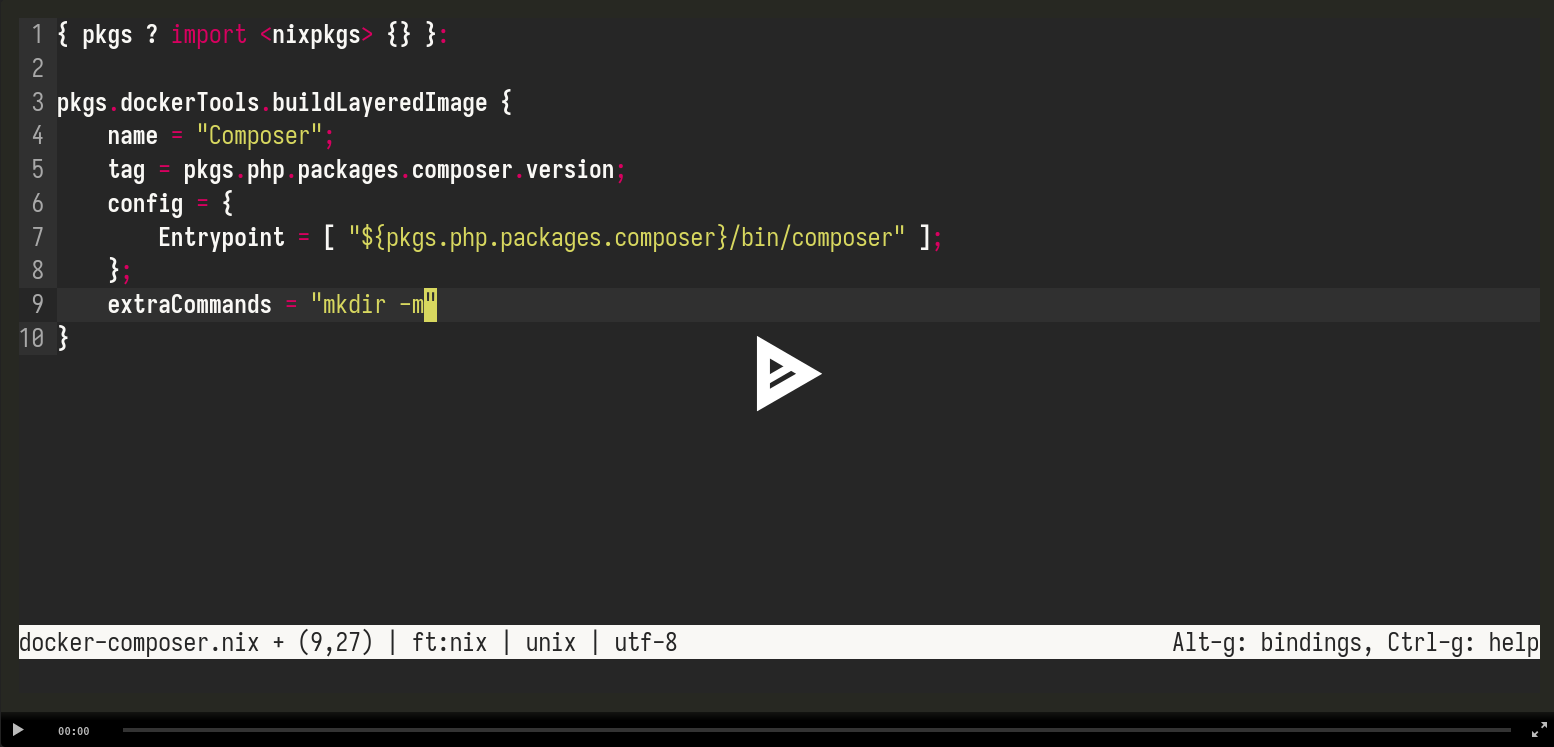 1 { pkgs ? import <nixpkgs> {} }:
2
3 pkgs.dockerTools.buildLayeredImage {
4     name = "Composer";
5     tag = pkgs.php.packages.composer.version;
6     config = {
7         Entrypoint = [ "${pkgs.php.packages.composer}/bin/composer" ];
8     };
9     extraCommands = "mkdir -m"
10 }
docker-composer.nix + (9,27) | ft:nix | unix | utf-8 Alt-g: bindings, Ctrl-g: help
00:00